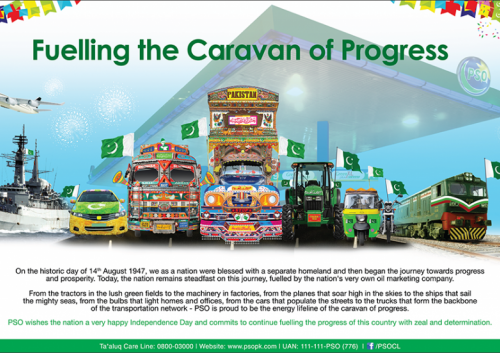 Fuelling the Caravan of Progress
PSO
PAKISTAN
On the historic day of 14th August 1947, we as a nation were blessed with a separate homeland and then began the journey towards progress
and prosperity. Today, the nation remains steadfast on this journey, fuelled by the nation's very own oil marketing company.
From the tractors in the lush green fields to the machinery in factories, from the planes that soar high in the skies to the ships that sail
the mighty seas, from the bulbs that light homes and offices, from the cars that populate the streets to the trucks that form the backbone
of the transportation network - PSO is proud to be the energy lifeline of the caravan of progress.
PSO wishes the nation a very happy Independence Day and commits to continue fuelling the progress of this country with zeal and determination.
Ta'aluq Care Line: 0800-03000 | Website: www.psopk.com | UAN: 111-111-PSO (776) | f /PSOCL